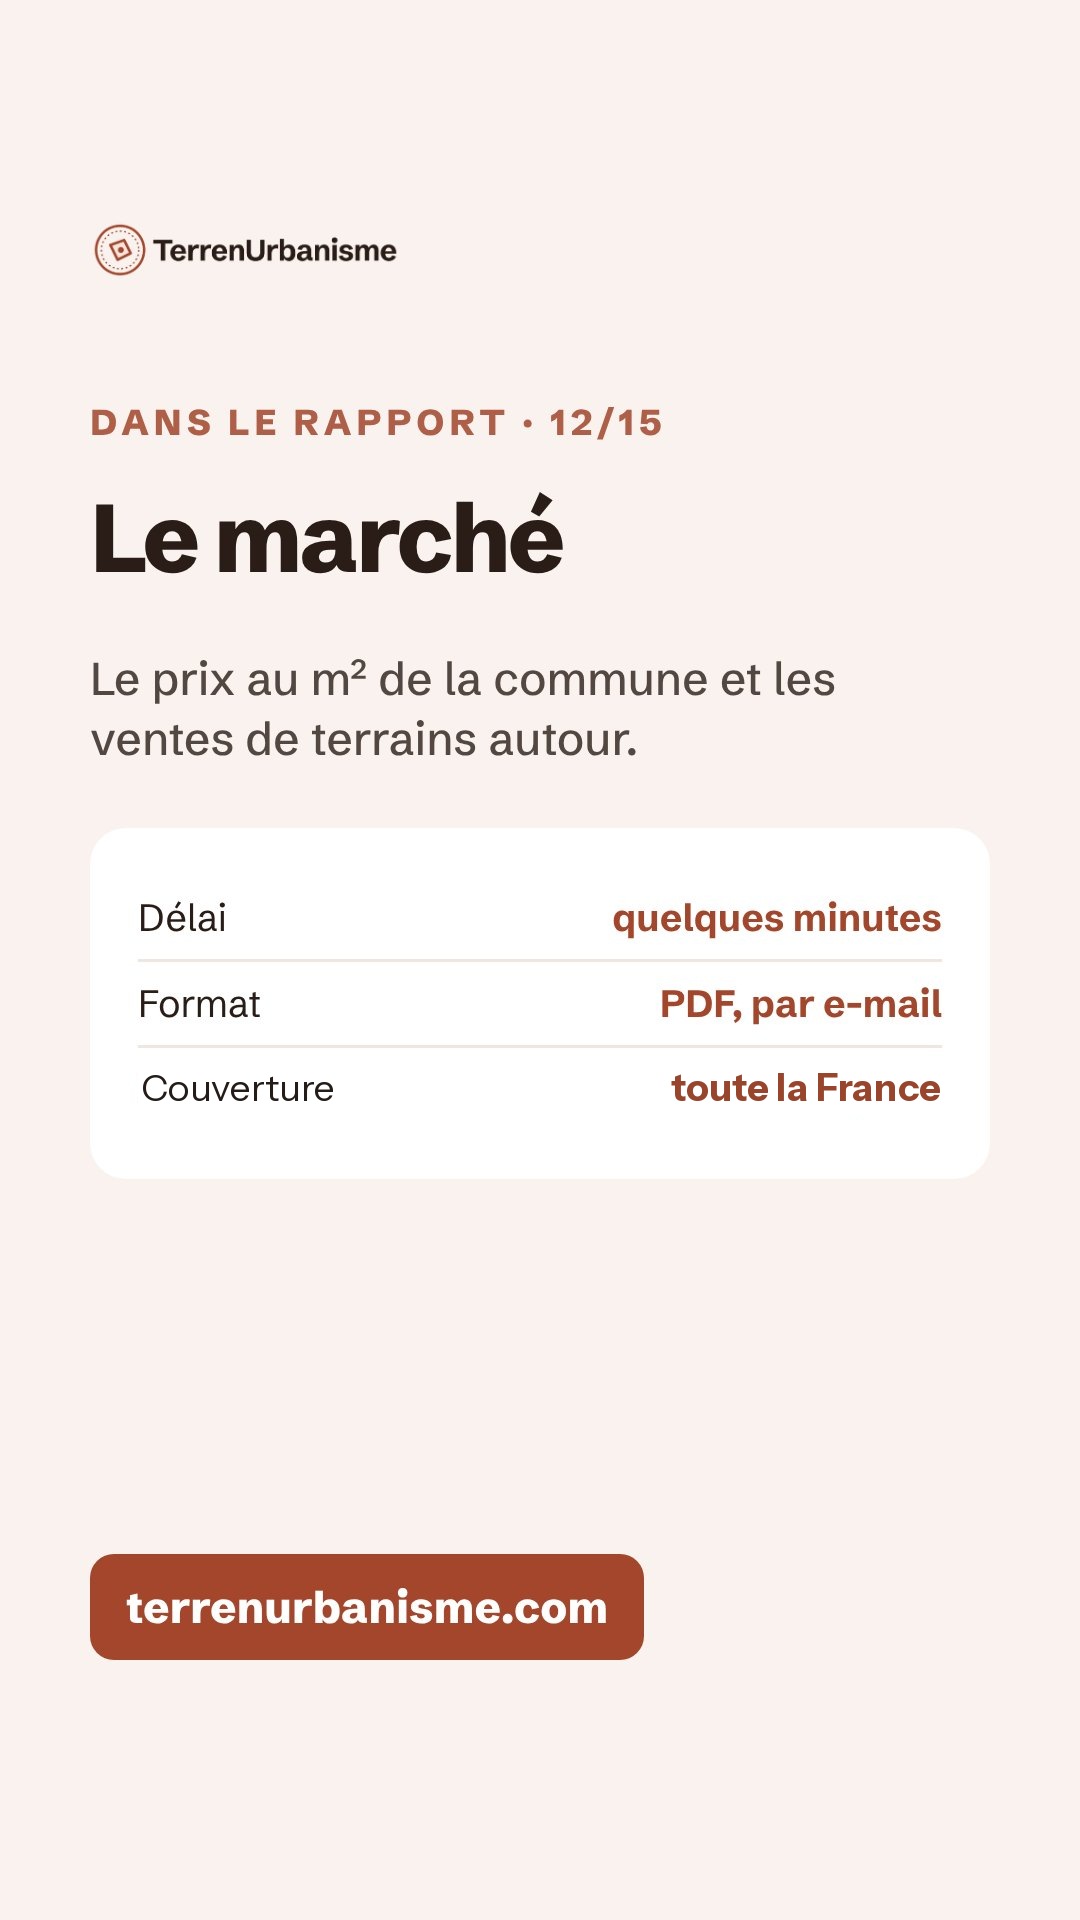 TerrenUrbanisme
DANS LE RAPPORT · 12/15
Le marché
Le prix au m² de la commune et les
ventes de terrains autour.
Délai quelques minutes
Format PDF, par e-mail
Couverture toute la France
terrenurbanisme.com